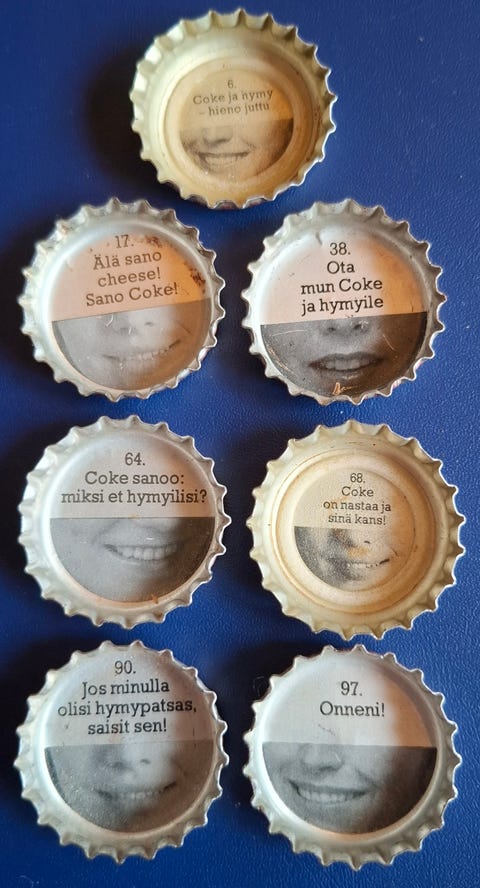 6.
Coke ja hymy
– hieno juttu
17.
Älä sano
cheese!
Sano Coke!
38.
Ota
mun Coke
ja hymyile
64.
Coke sanoo:
miksi et hymyilisi?
68.
Coke
on nastaa ja
sinä kans!
90.
Jos minulla
olisi hymypatsas,
saisit sen!
97.
Onneni!